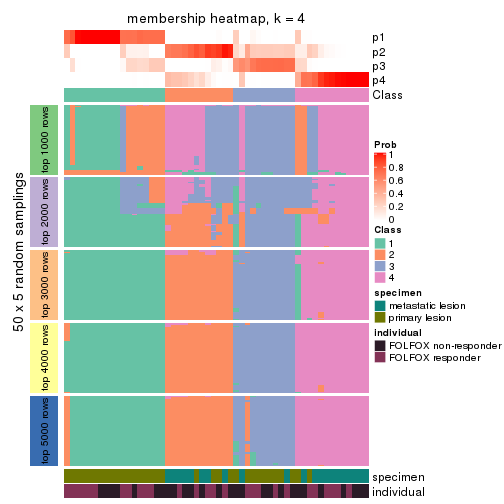 membership heatmap, k = 4
p1
p2
p3
p4
Class
50 x 5 random samplings
top 1000 rows
top 2000 rows
top 3000 rows
top 4000 rows
top 5000 rows
Prob
1
0.8
0.6
0.4
0.2
0
Class
1
2
3
4
specimen
metastatic lesion
primary lesion
individual
FOLFOX non-responder
FOLFOX responder
specimen
individual